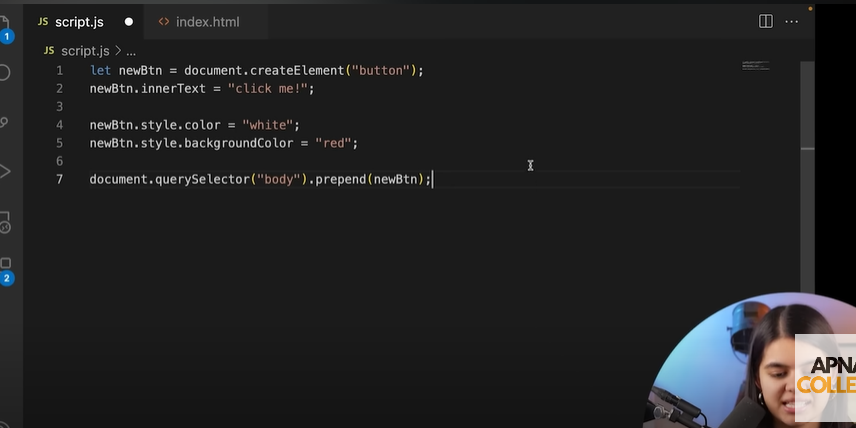 JS script.js index.html
1
JS script.js > ...
1 let newBtn = document.createElement("button");
2 newBtn.innerText = "click me!";
3
4 newBtn.style.color = "white";
5 newBtn.style.backgroundColor = "red";
6
7 document.querySelector("body").prepend(newBtn);
2
APNA
COLLE